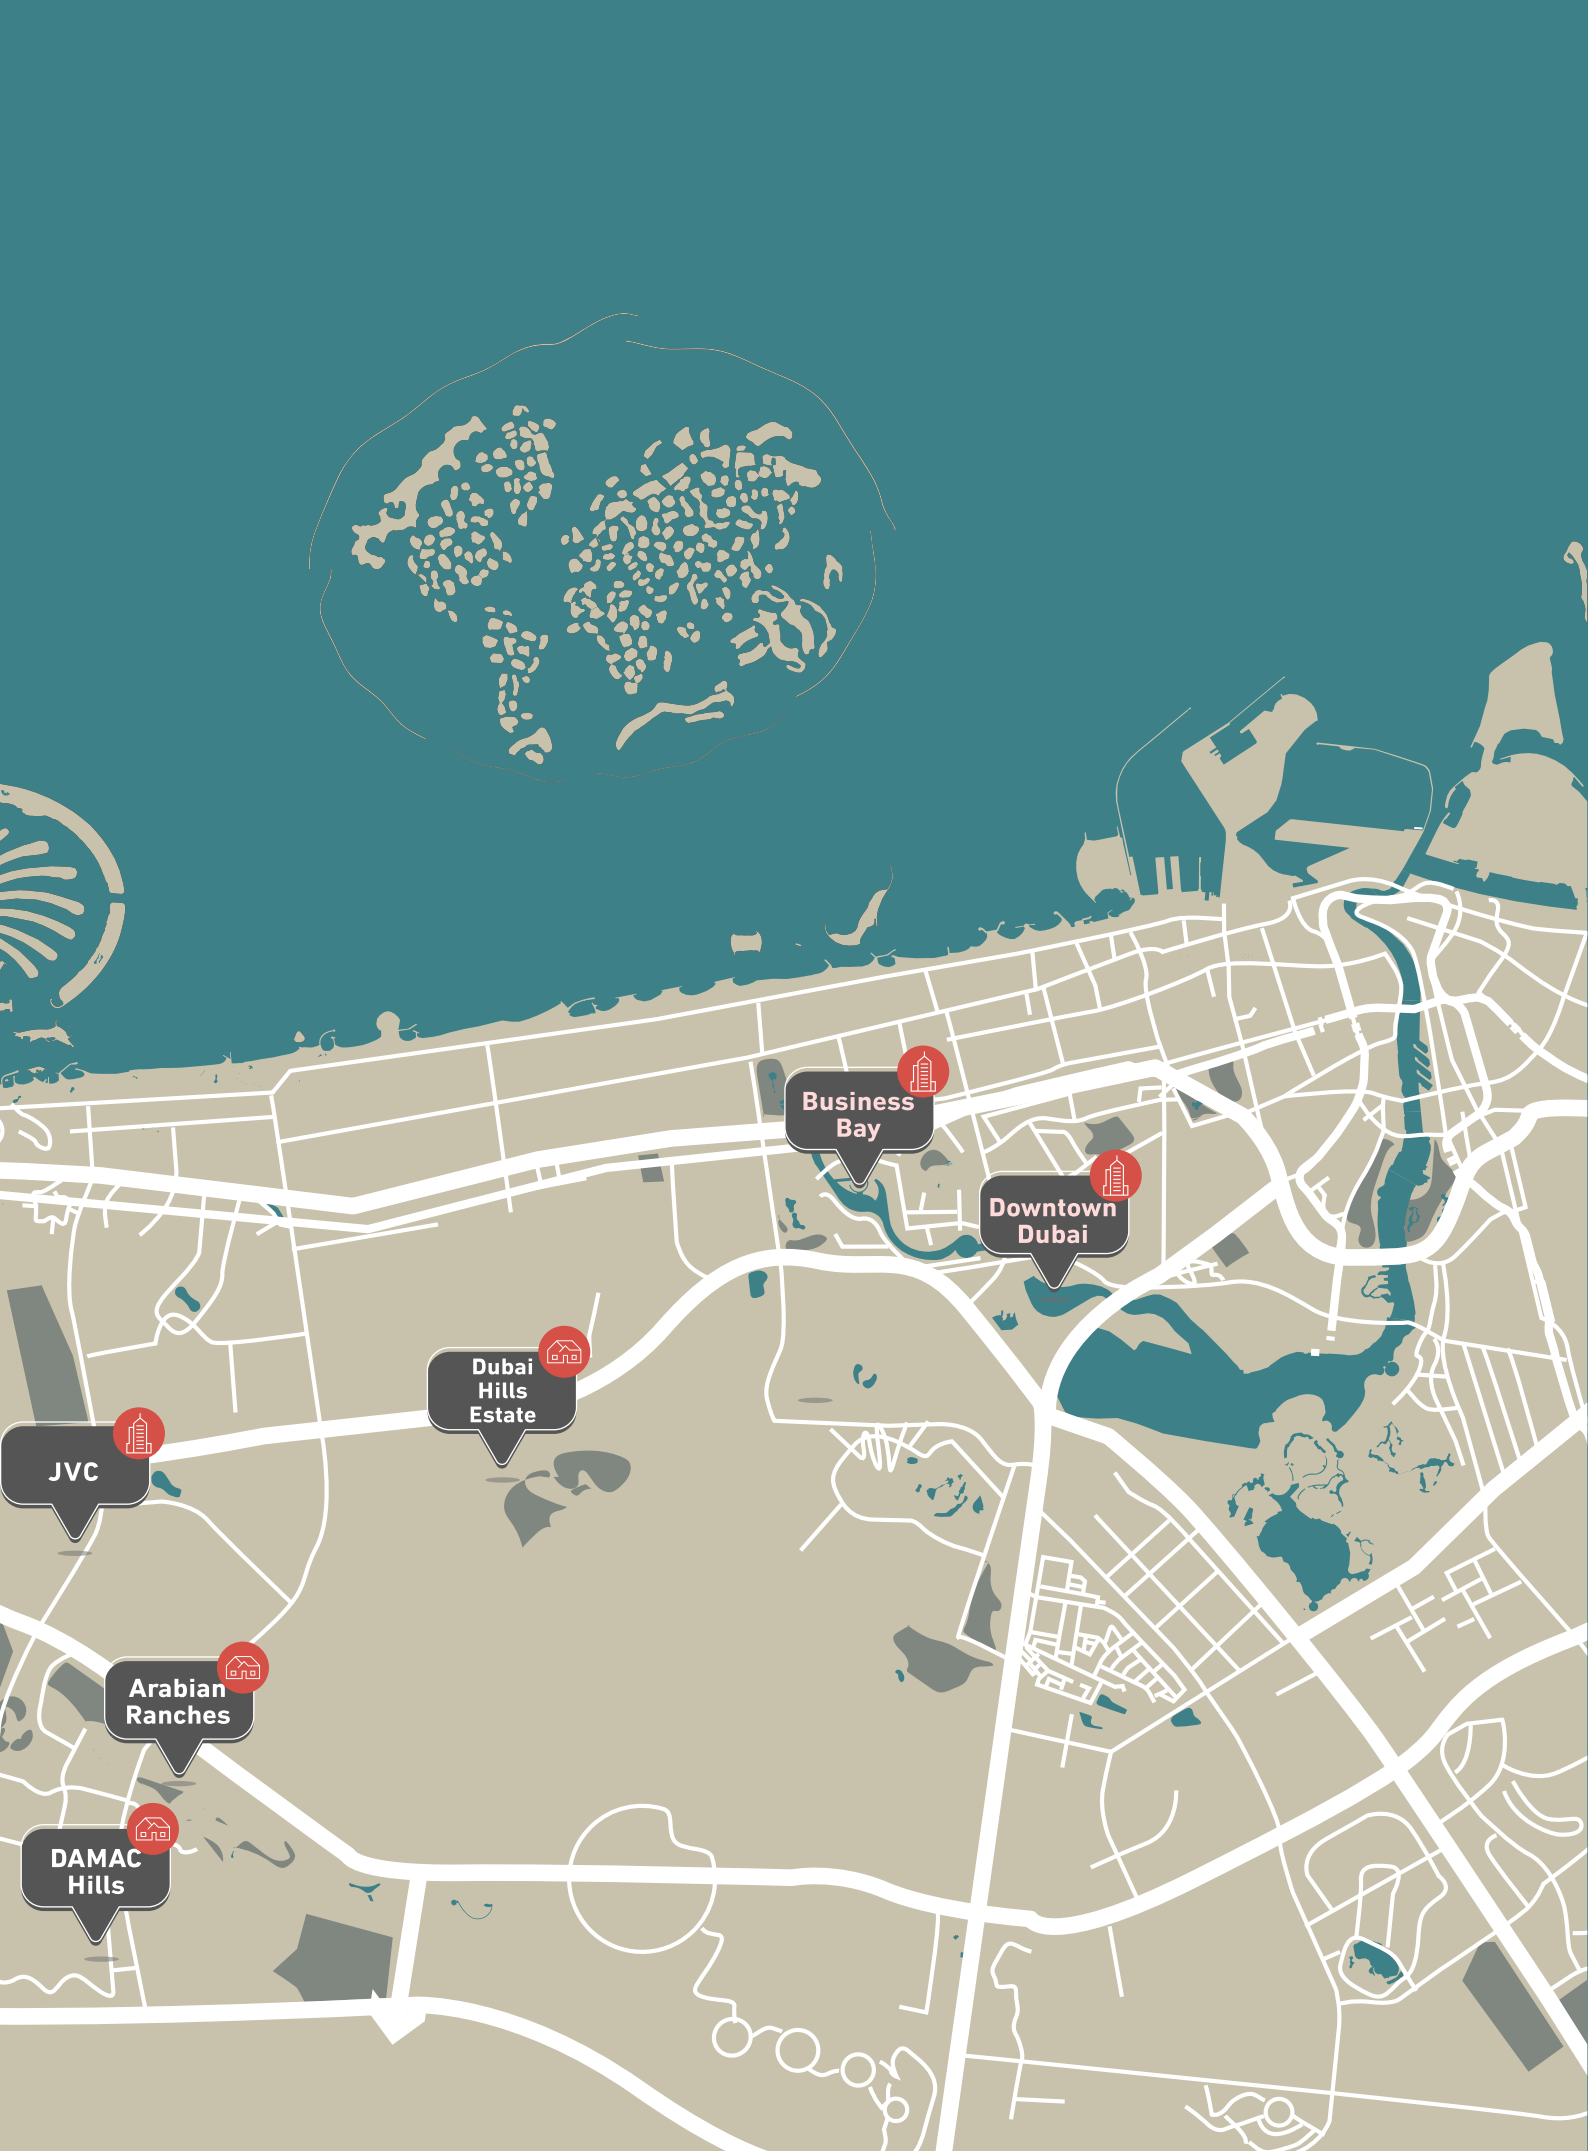 Business
Bay
Downtown
Dubai
Dubai
Hills
Estate
JVC
Arabian
Ranches
DAMAC
Hills